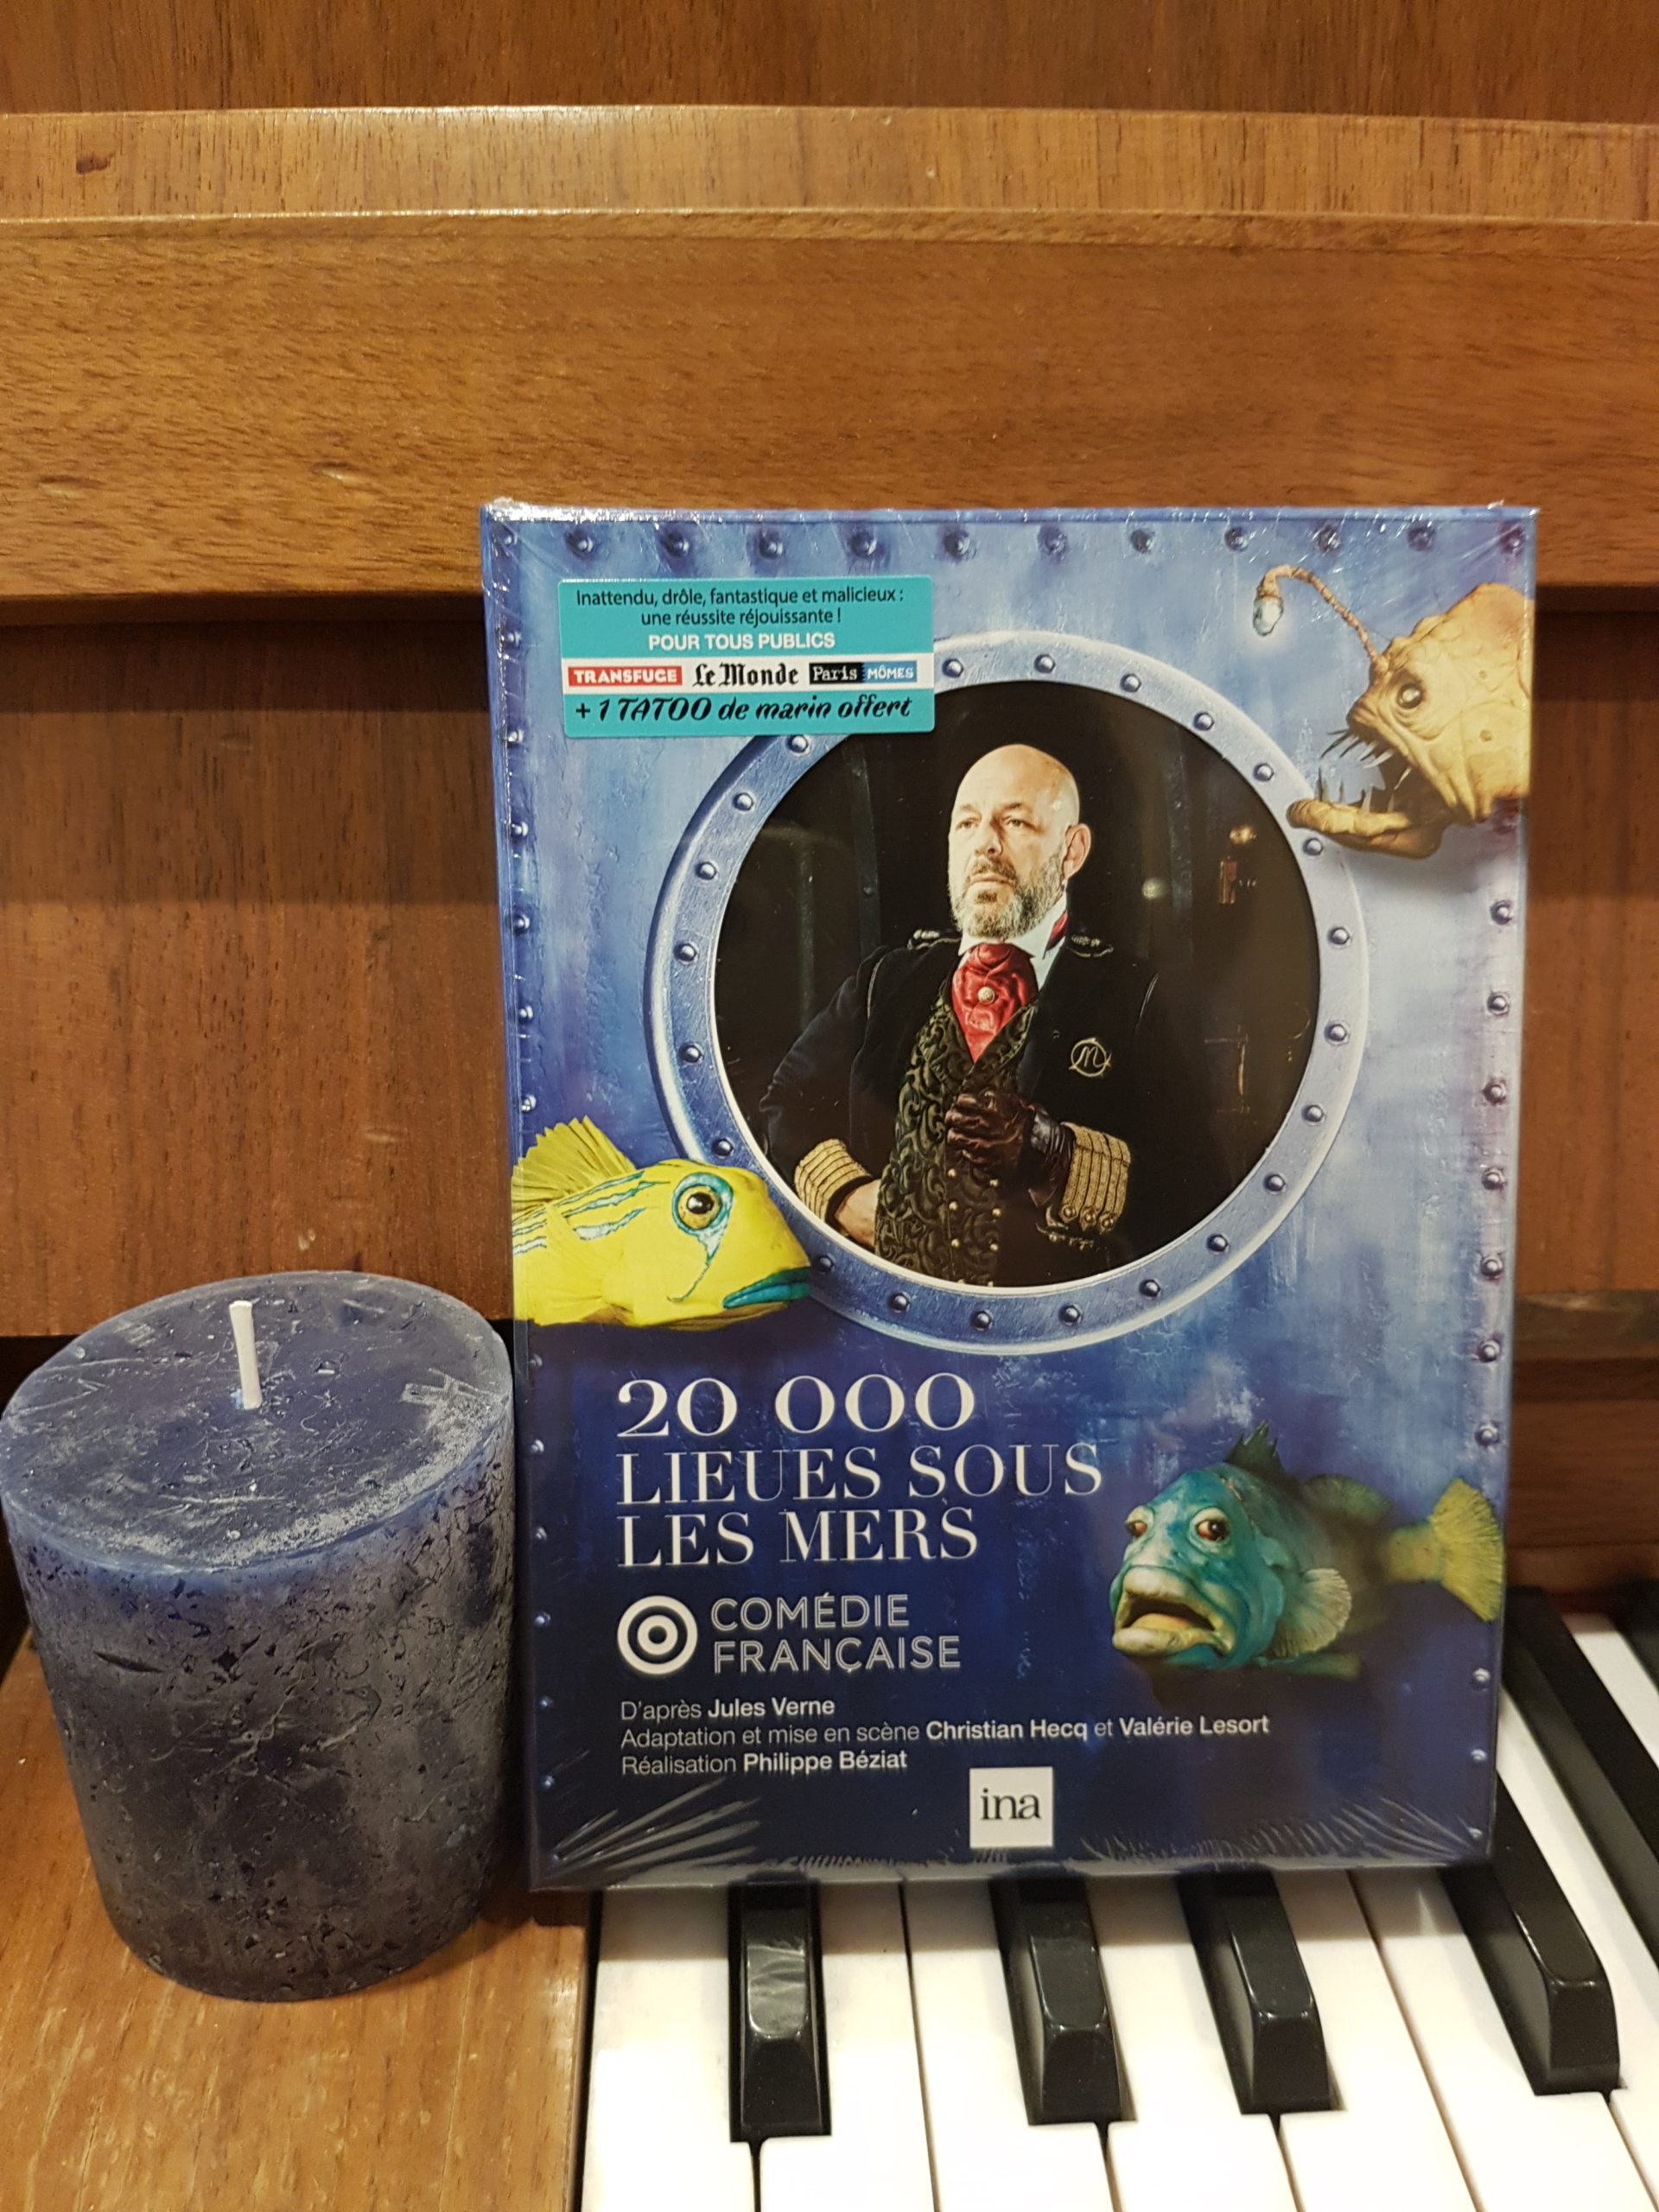 Inattendu, drôle, fantastique et malicieux :
une réussite réjouissante !
POUR TOUS PUBLICS
TRANSFUGE Le Monde Paris MÔMES
+ 1 TATOO de marin offert
20 000
LIEUES SOUS
LES MERS
COMÉDIE
FRANÇAISE
D'après Jules Verne
Adaptation et mise en scène Christian Hecq et Valérie Lesort
Réalisation Philippe Béziat
ina